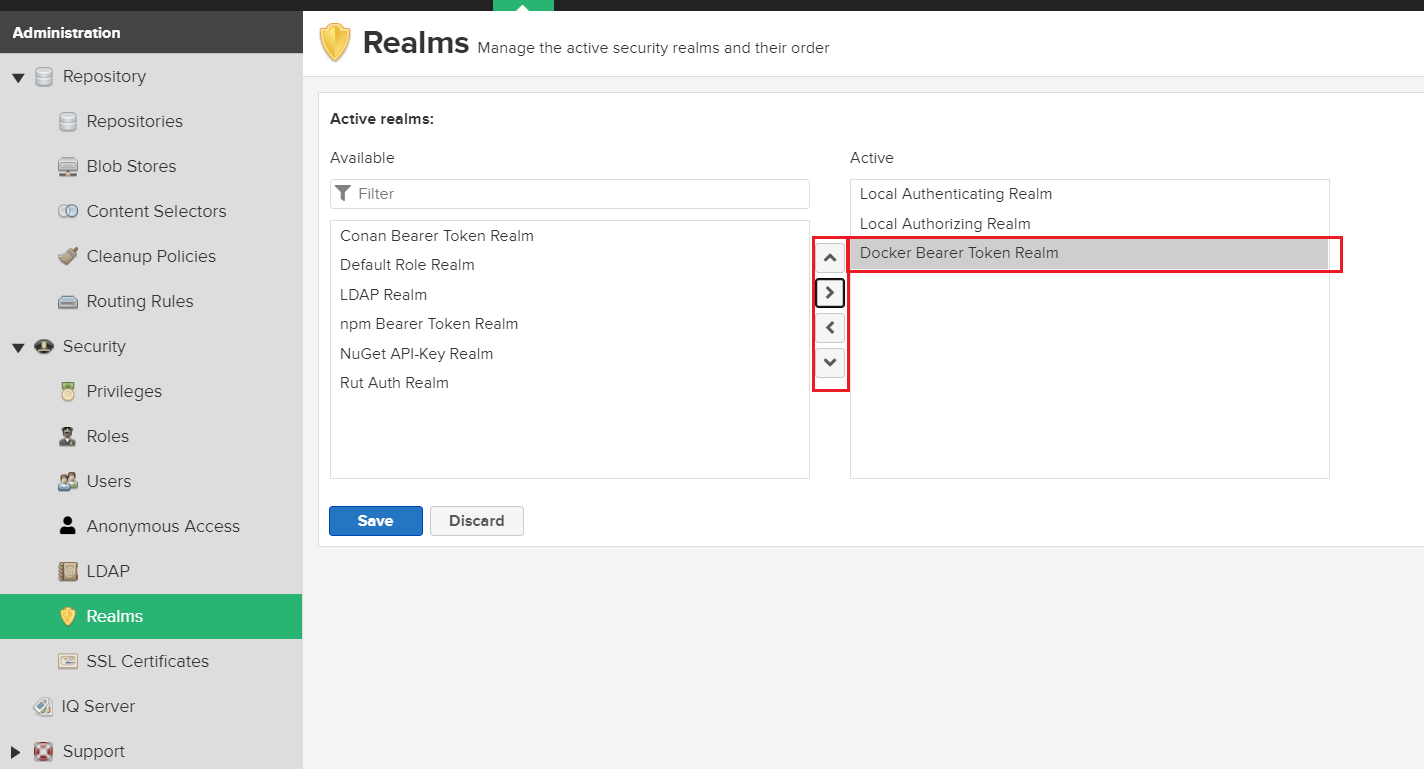 Administration
Repository
Repositories
Blob Stores
Content Selectors
Cleanup Policies
Routing Rules
Security
Privileges
Roles
Users
Anonymous Access
LDAP
Realms
SSL Certificates
IQ Server
Support
Realms Manage the active security realms and their order
Active realms:
Available
Filter
Conan Bearer Token Realm
Default Role Realm
LDAP Realm
npm Bearer Token Realm
NuGet API-Key Realm
Rut Auth Realm
Active
Local Authenticating Realm
Local Authorizing Realm
Docker Bearer Token Realm
Save Discard